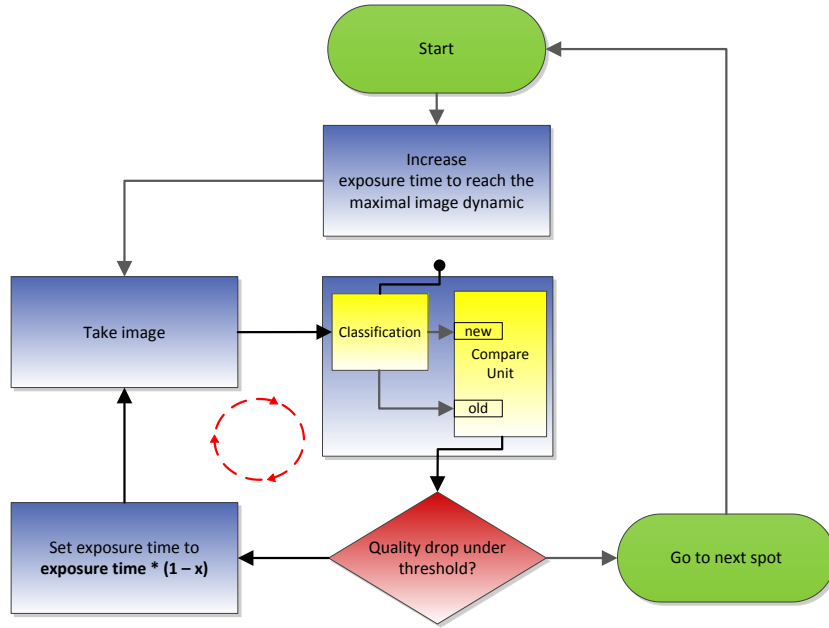 Start
Increase
exposure time to reach the
maximal image dynamic
Take image
Classification
new
Compare
Unit
old
Set exposure time to
exposure time * (1 – x)
Quality drop under
threshold?
Go to next spot